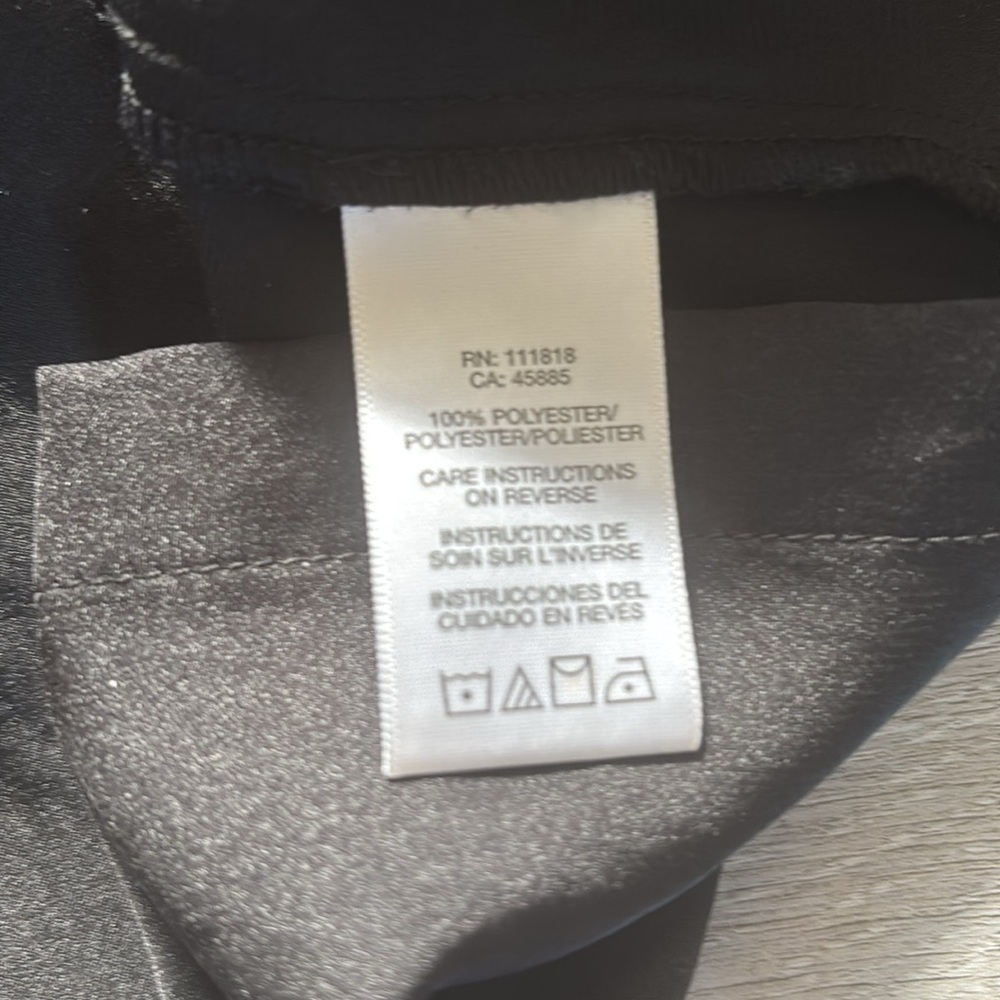 RN: 111818
CA: 45885
100% POLYESTER/
POLYESTER/POLIESTER
CARE INSTRUCTIONS
ON REVERSE
INSTRUCTIONS DE
SOIN SUR L'INVERSE
INSTRUCCIONES DEL
CUIDADO EN REVES